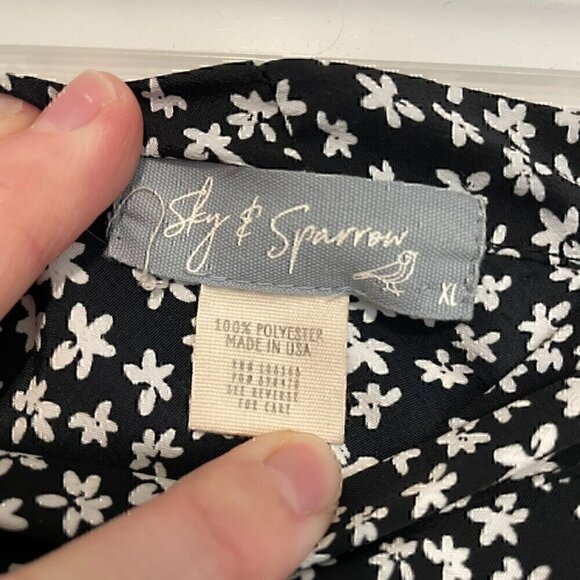 Sky & Sparrow
XL
100% POLYESTER
MADE IN USA
SEE REVERSE
FOR CARE